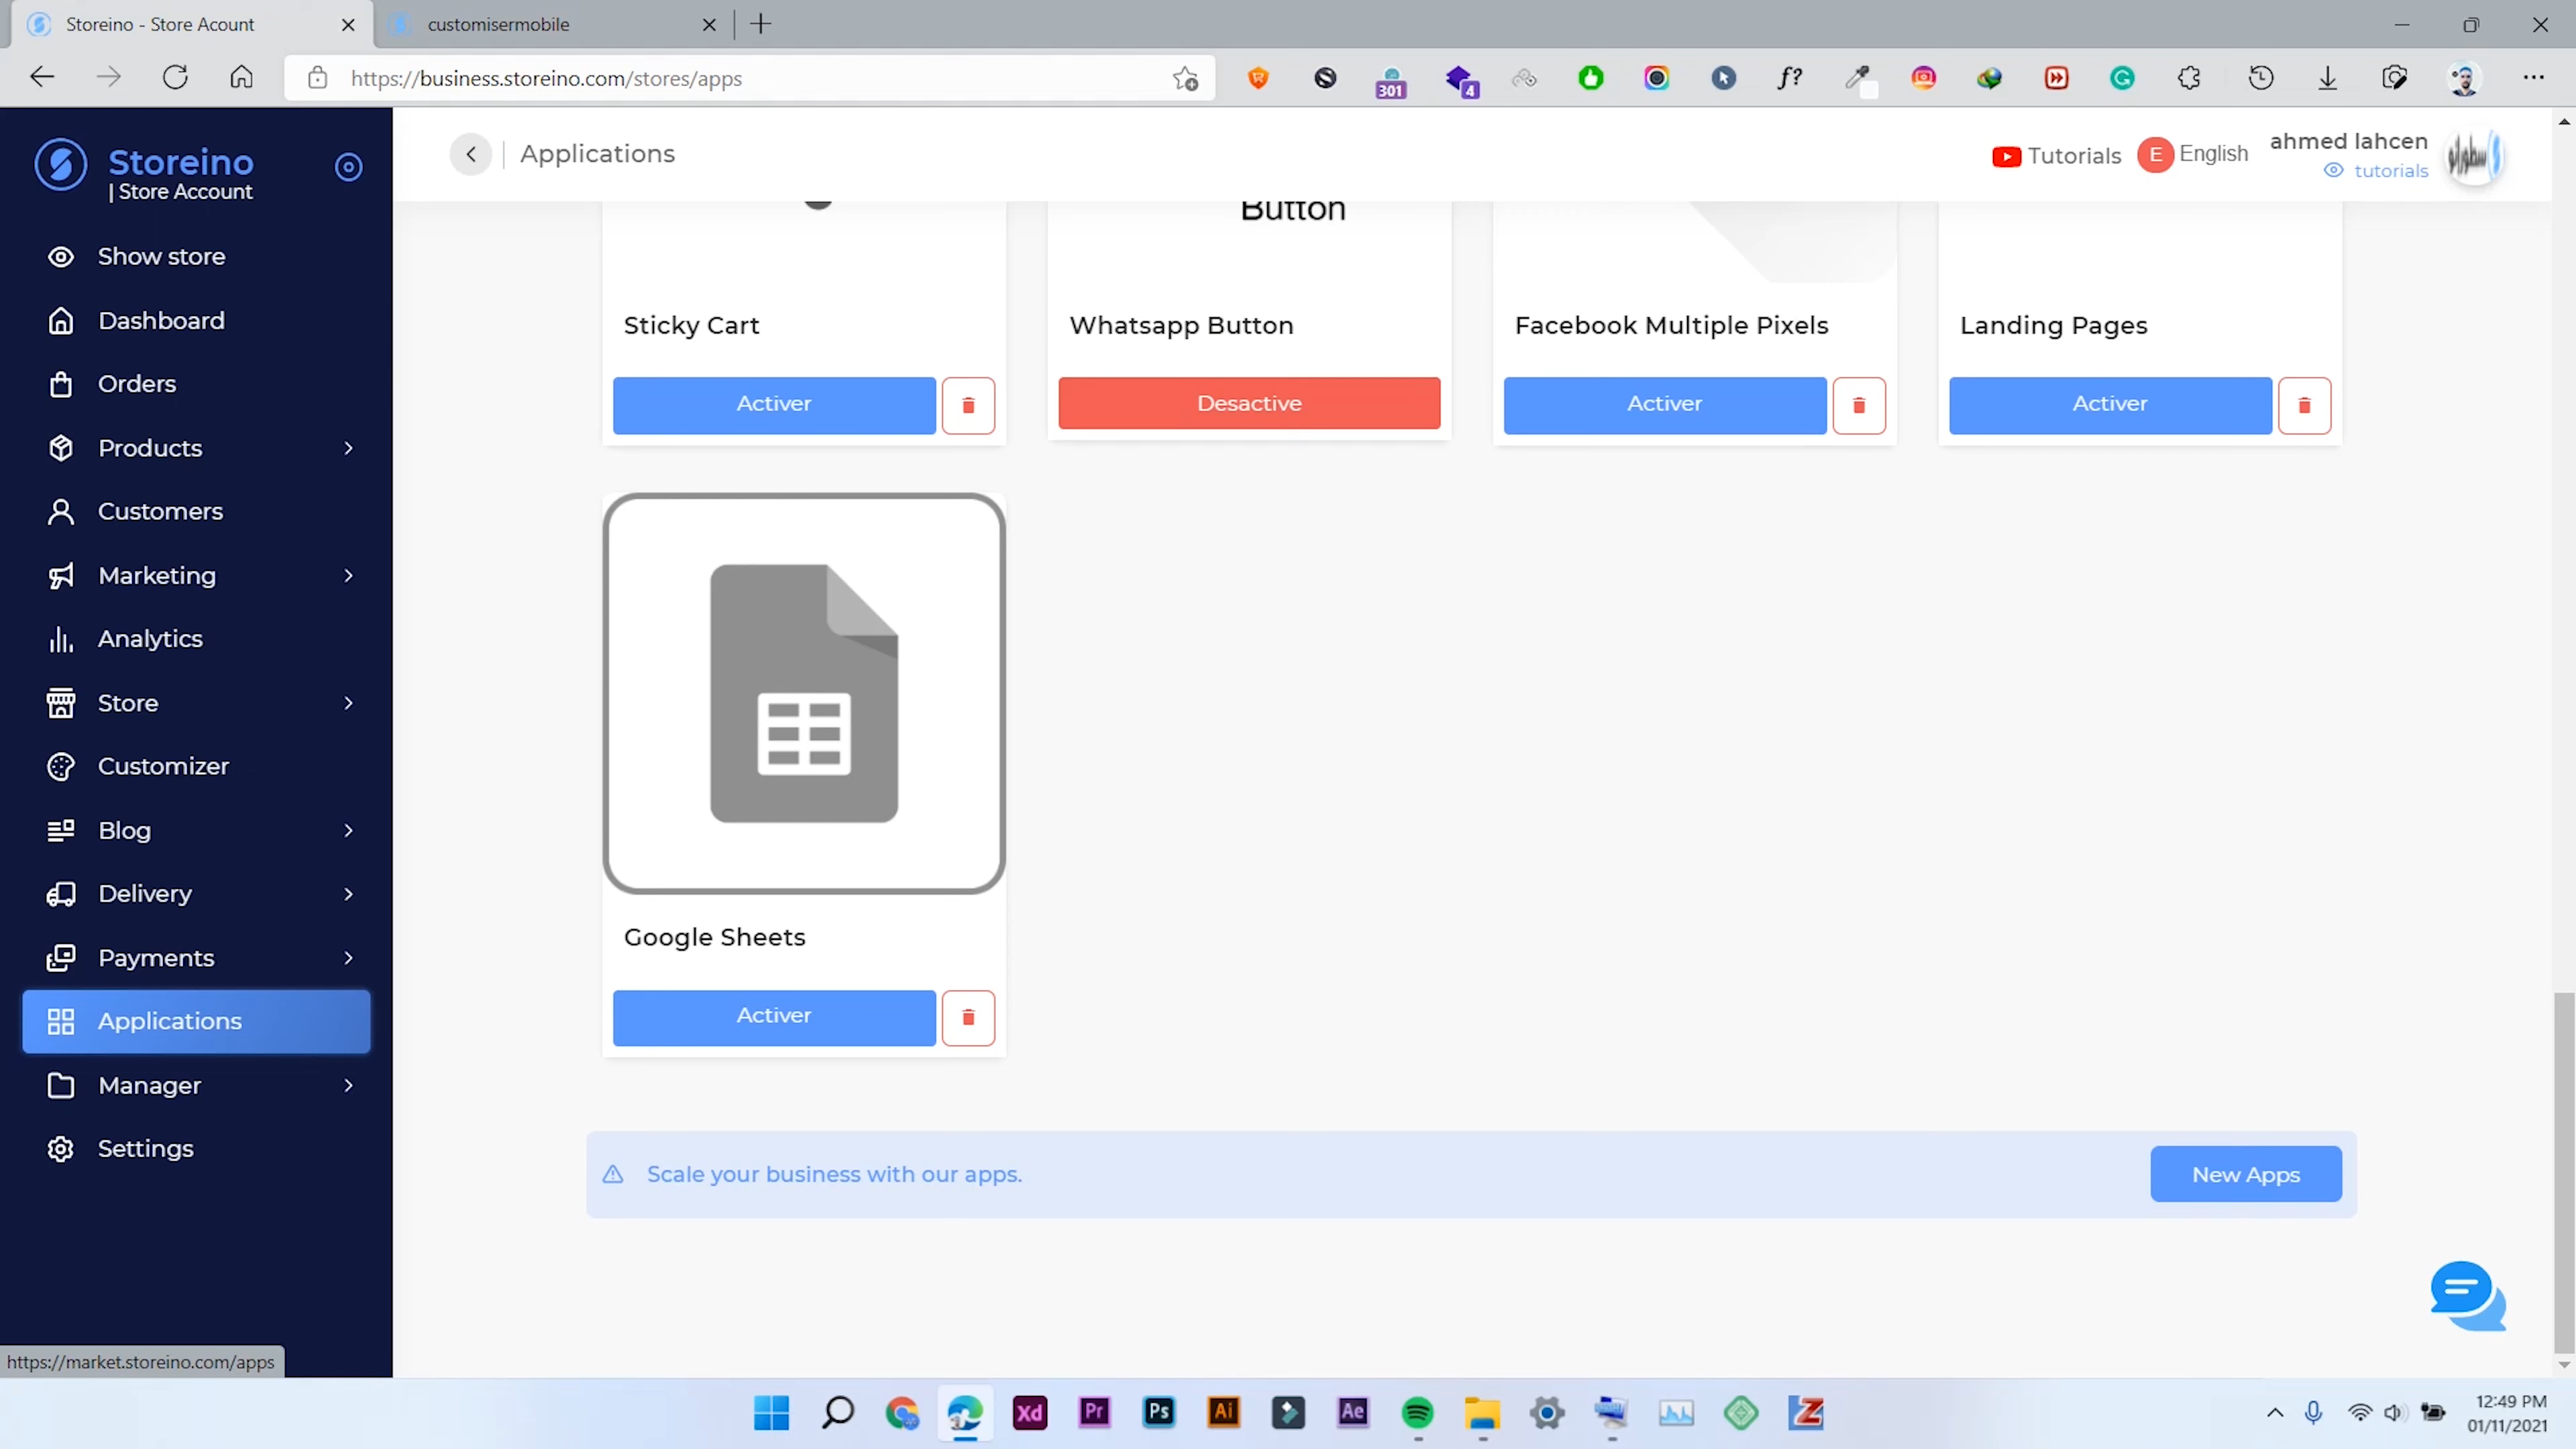 Storeino - Store Acount
customisermobile
https://business.storeino.com/stores/apps
301
4
f?
Storeino
| Store Account
Applications
Tutorials
E English
ahmed lahcen
tutorials
Show store
Dashboard
Orders
Products
Customers
Marketing
Analytics
Store
Customizer
Blog
Delivery
Payments
Applications
Manager
Settings
Button
Sticky Cart
Whatsapp Button
Facebook Multiple Pixels
Landing Pages
Activer
Desactive
Activer
Activer
Google Sheets
Activer
Scale your business with our apps.
New Apps
https://market.storeino.com/apps
Xd
Pr
Ps
Ai
Ae
Z
12:49 PM
01/11/2021